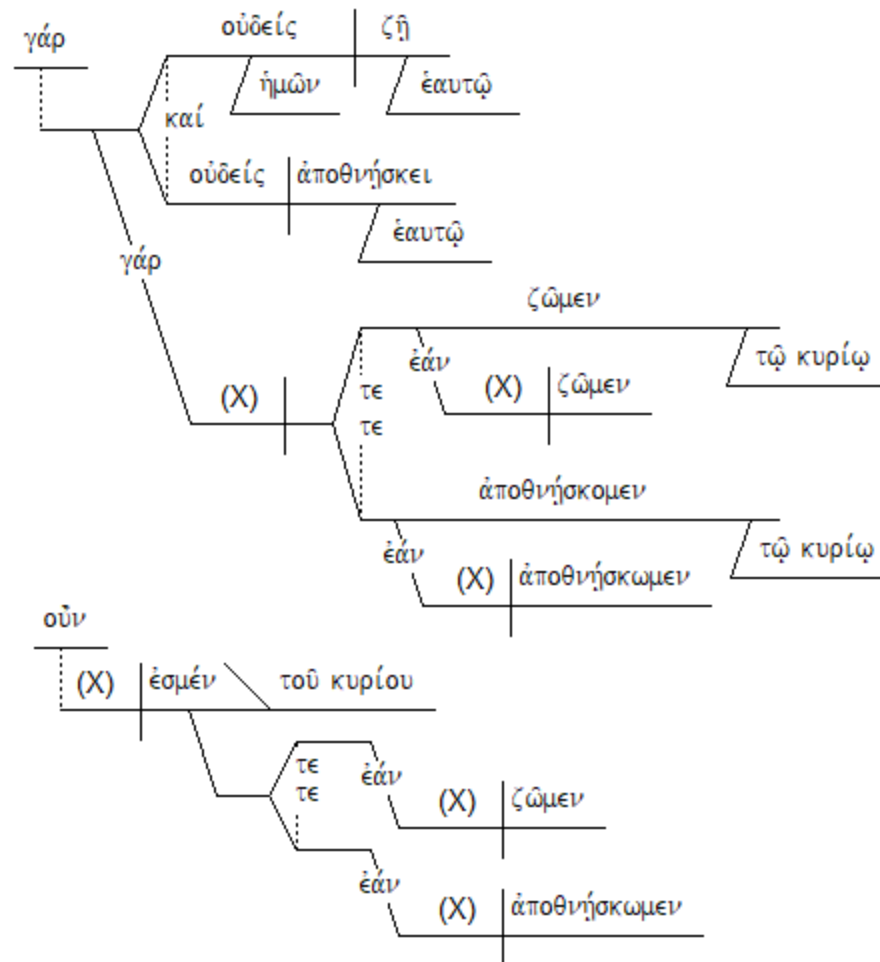 γάρ
οὐδείς ζῇ
ἡμῶν ἑαυτῷ
καί
οὐδείς ἀποθνῄσκει
ἑαυτῷ
γάρ
ζῶμεν
ἐάν τῷ κυρίῳ
(X) τε (X) ζῶμεν
τε
ἀποθνῄσκομεν
ἐάν τῷ κυρίῳ
(X) ἀποθνῄσκωμεν
οὖν
(X) ἐσμέν τοῦ κυρίου
τε ἐάν
τε (X) ζῶμεν
ἐάν
(X) ἀποθνῄσκωμεν